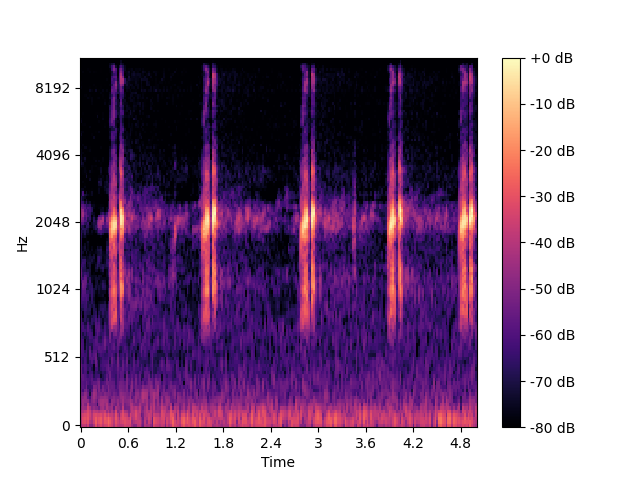 8192
4096
2048
1024
512
0
Hz
0 0.6 1.2 1.8 2.4 3 3.6 4.2 4.8
Time
+0 dB
-10 dB
-20 dB
-30 dB
-40 dB
-50 dB
-60 dB
-70 dB
-80 dB